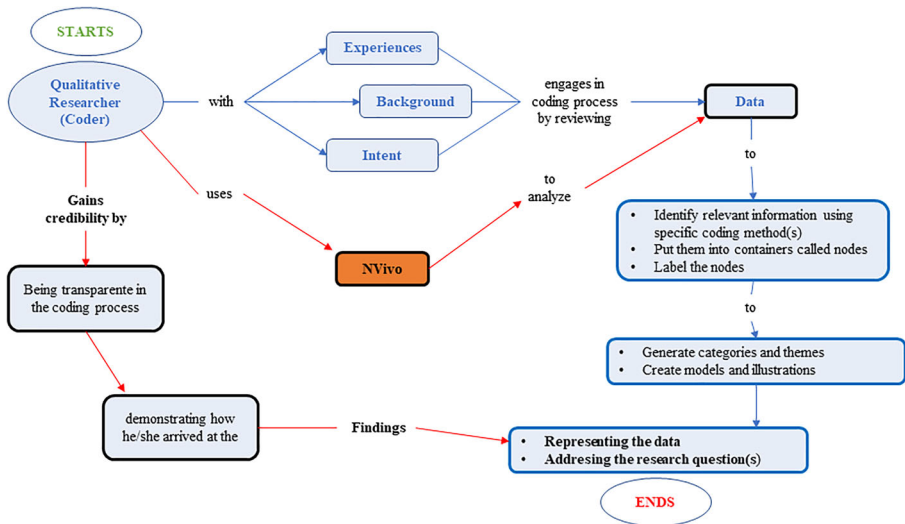 STARTS
Qualitative
Researcher
(Coder)
with
Experiences
Background
Intent
engages in
coding process
by reviewing
Data
Gains
credibility by
uses
to
analyze
to
NVivo
• Identify relevant information using
specific coding method(s)
• Put them into containers called nodes
• Label the nodes
Being transparente in
the coding process
to
• Generate categories and themes
• Create models and illustrations
demonstrating how
he/she arrived at the
Findings
• Representing the data
• Addresing the research question(s)
ENDS